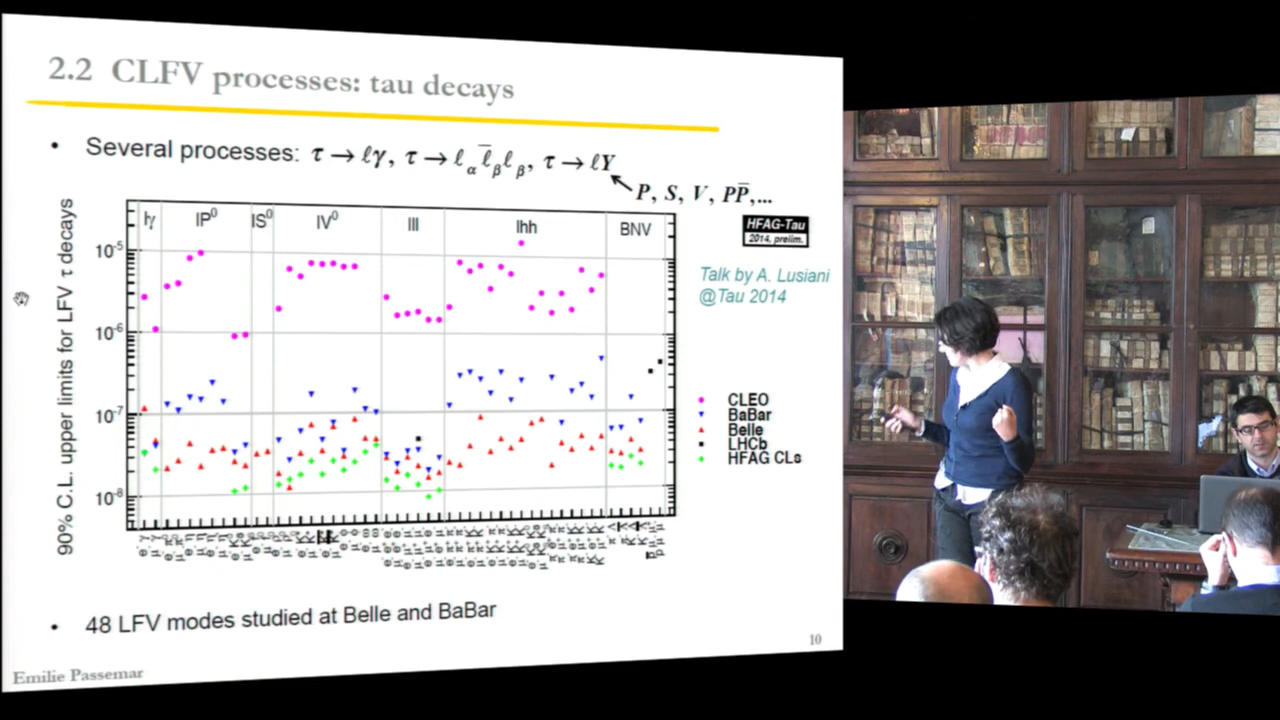 2.2 CLFV processes: tau decays
• Several processes: τ → ℓγ, τ → ℓ_α ℓ̅_β ℓ_β, τ → ℓY
P, S, V, PP̅,...
90% C.L. upper limits for LFV τ decays
lγ lP⁰ lS⁰ lV⁰ lll lhh BNV
10⁻⁵
10⁻⁶
10⁻⁷
10⁻⁸
HFAG-Tau
2014, prelim.
Talk by A. Lusiani
@Tau 2014
CLEO
BaBar
Belle
LHCb
HFAG CLs
• 48 LFV modes studied at Belle and BaBar
10
Emilie Passemar